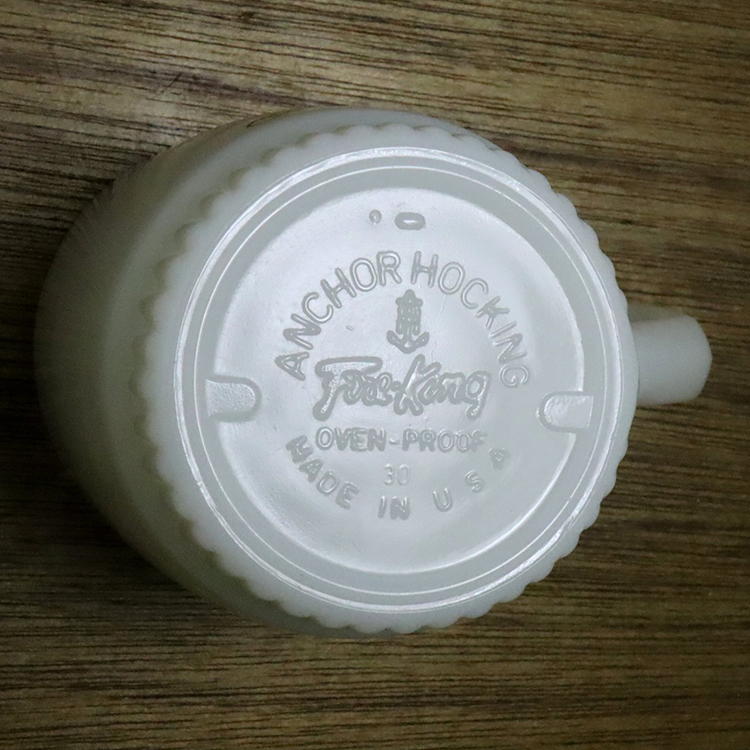 ANCHOR HOCKING
Fire-King
OVEN-PROOF
30
MADE IN U S A